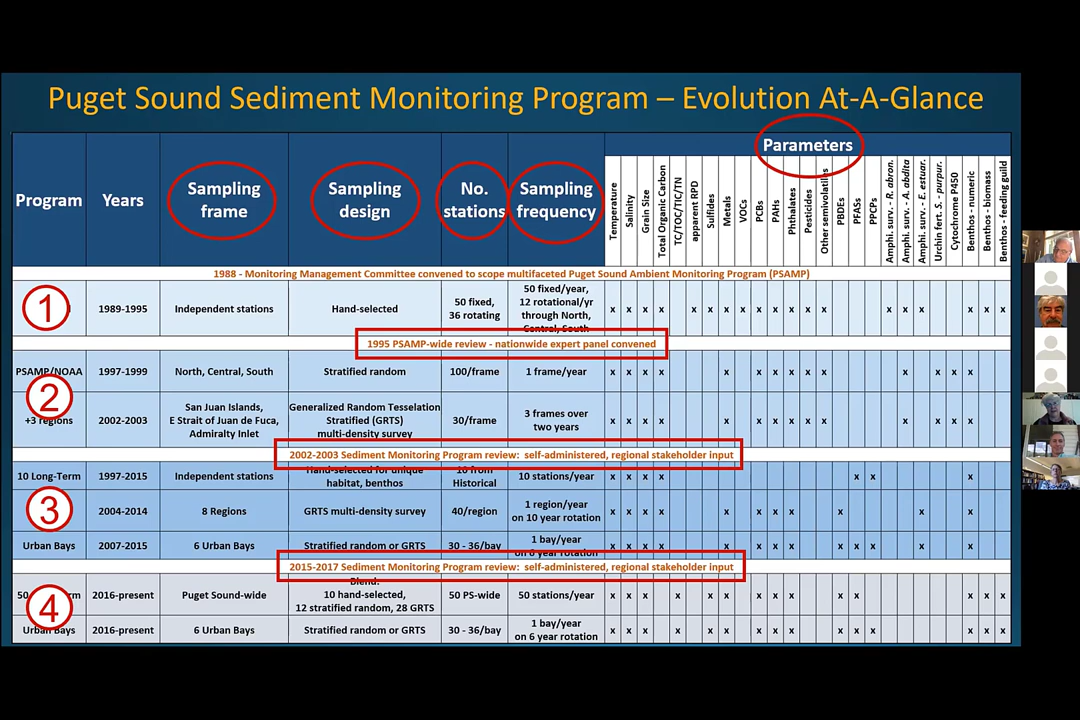 Puget Sound Sediment Monitoring Program – Evolution At-A-Glance
Parameters
Program
Years
Sampling
frame
Sampling
design
No.
stations
Sampling
frequency
Temperature
Salinity
Grain Size
Total Organic Carbon
TC/TOC/TIC/TN
apparent RPD
Sulfides
Metals
VOCs
PCBs
PAHs
Phthalates
Pesticides
Other semivolatiles
PBDEs
PFASs
PPCPs
Amphi. surv. - R. abron.
Amphi. surv. - A. abdita
Amphi. surv. - E. estuar.
Urchin fert. S. - purpur.
Cytochrome P450
Benthos - numeric
Benthos - biomass
Benthos - feeding guild
1988 - Monitoring Management Committee convened to scope multifaceted Puget Sound Ambient Monitoring Program (PSAMP)
1
1989-1995
Independent stations
Hand-selected
50 fixed,
36 rotating
50 fixed/year,
12 rotational/yr
through North,
Central, South
x x x x x x x x x x x x x x x x x x x
1995 PSAMP-wide review - nationwide expert panel convened
PSAMP/NOAA
1997-1999
North, Central, South
Stratified random
100/frame
1 frame/year
x x x x x x x x x x x x x x
2
+3 regions
2002-2003
San Juan Islands,
E Strait of Juan de Fuca,
Admiralty Inlet
Generalized Random Tesselation
Stratified (GRTS)
multi-density survey
30/frame
3 frames over
two years
x x x x x x x x x x x x x x
2002-2003 Sediment Monitoring Program review: self-administered, regional stakeholder input
10 Long-Term
1997-2015
Independent stations
Hand-selected for unique
habitat, benthos
10 from
Historical
10 stations/year
x x x x x x x
3
2004-2014
8 Regions
GRTS multi-density survey
40/region
1 region/year
on 10 year rotation
x x x x x x x x x x x
Urban Bays
2007-2015
6 Urban Bays
Stratified random or GRTS
30 - 36/bay
1 bay/year
on 6 year rotation
x x x x x x x x x x x x x
2015-2017 Sediment Monitoring Program review: self-administered, regional stakeholder input
4
2016-present
Puget Sound-wide
Blend:
10 hand-selected,
12 stratified random, 28 GRTS
50 PS-wide
50 stations/year
x x x x x x x x x x x x x x
Urban Bays
2016-present
6 Urban Bays
Stratified random or GRTS
30 - 36/bay
1 bay/year
on 6 year rotation
x x x x x x x x x x x x x x x